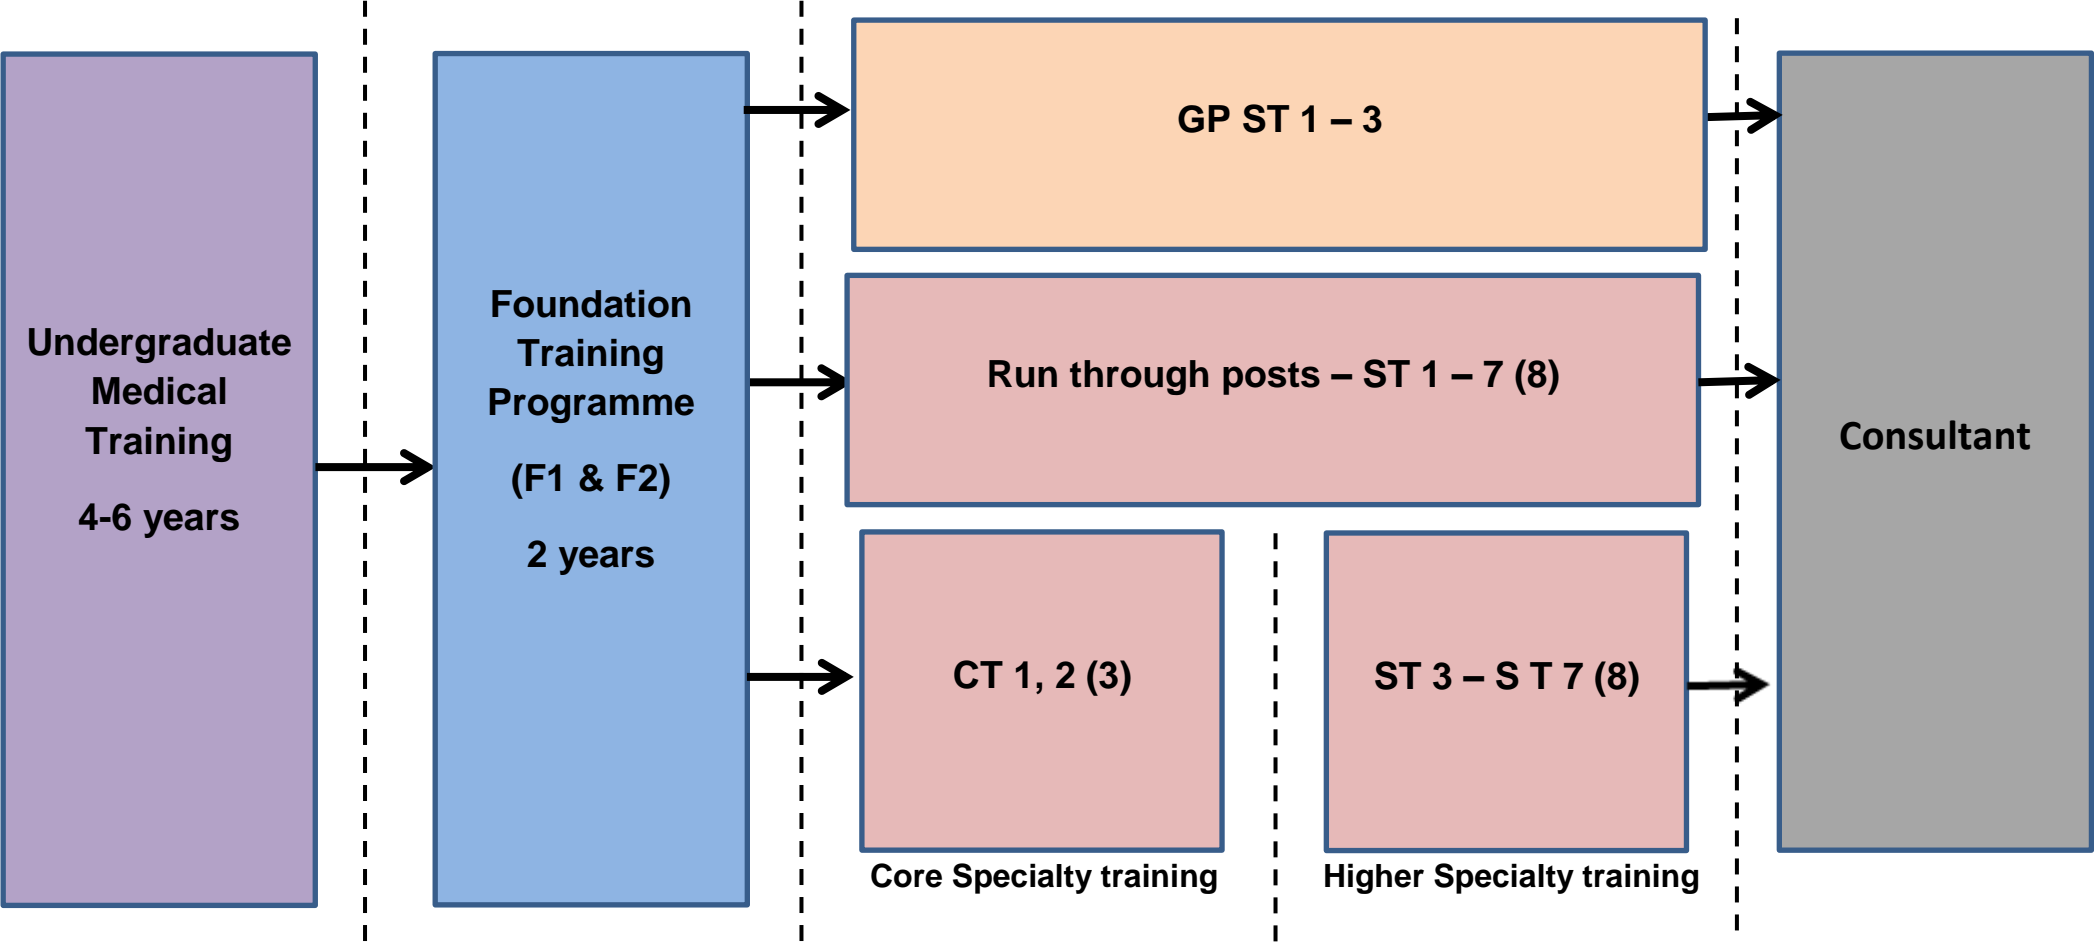 Undergraduate
Medical
Training
4-6 years
Foundation
Training
Programme
(F1 & F2)
2 years
GP ST 1 – 3
Run through posts – ST 1 – 7 (8)
CT 1, 2 (3)
Core Specialty training
ST 3 – S T 7 (8)
Higher Specialty training
Consultant